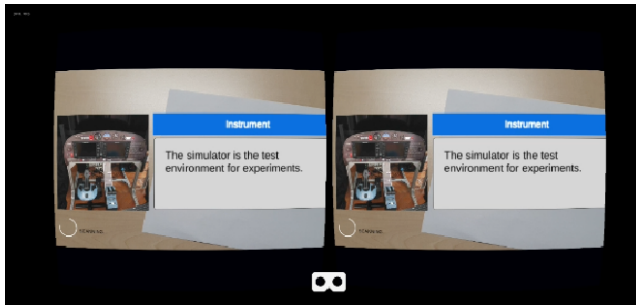 Instrument
The simulator is the test
environment for experiments.
Instrument
The simulator is the test
environment for experiments.